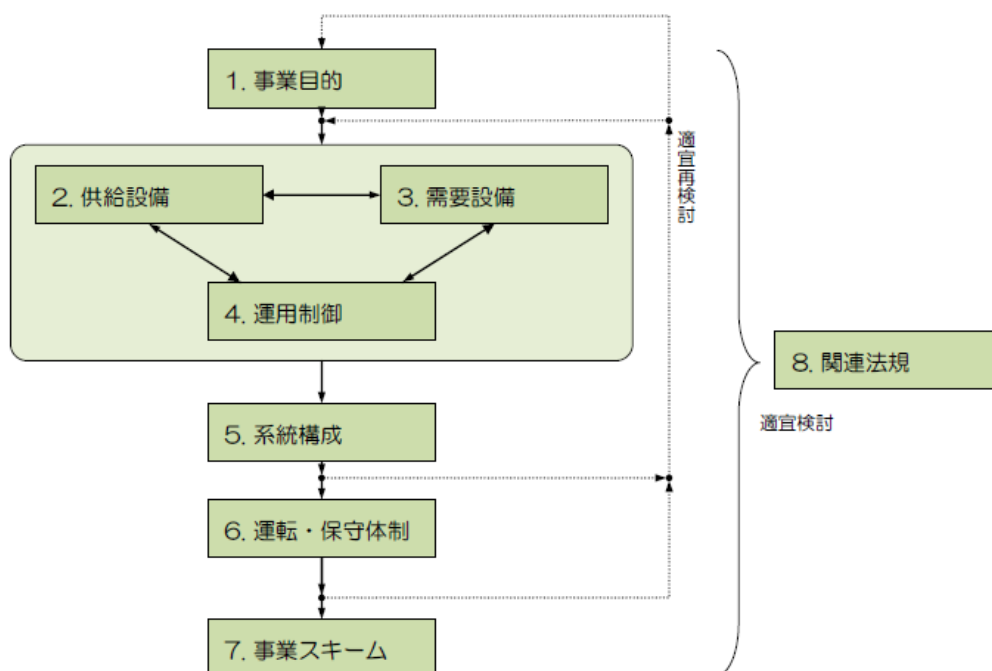 1. 事業目的
適宜再検討
2. 供給設備
3. 需要設備
4. 運用制御
8. 関連法規
適宜検討
5. 系統構成
6. 運転・保守体制
7. 事業スキーム